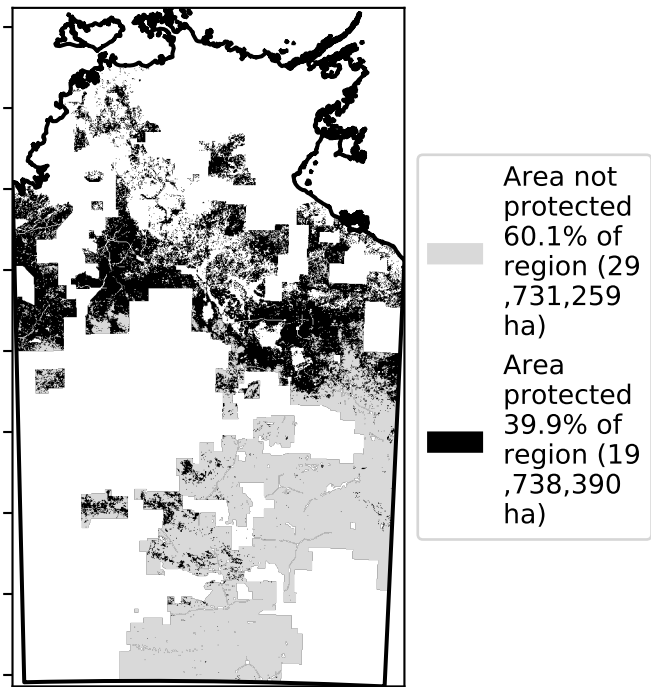 Area not
protected
60.1% of
region (29
,731,259
ha)
Area
protected
39.9% of
region (19
,738,390
ha)